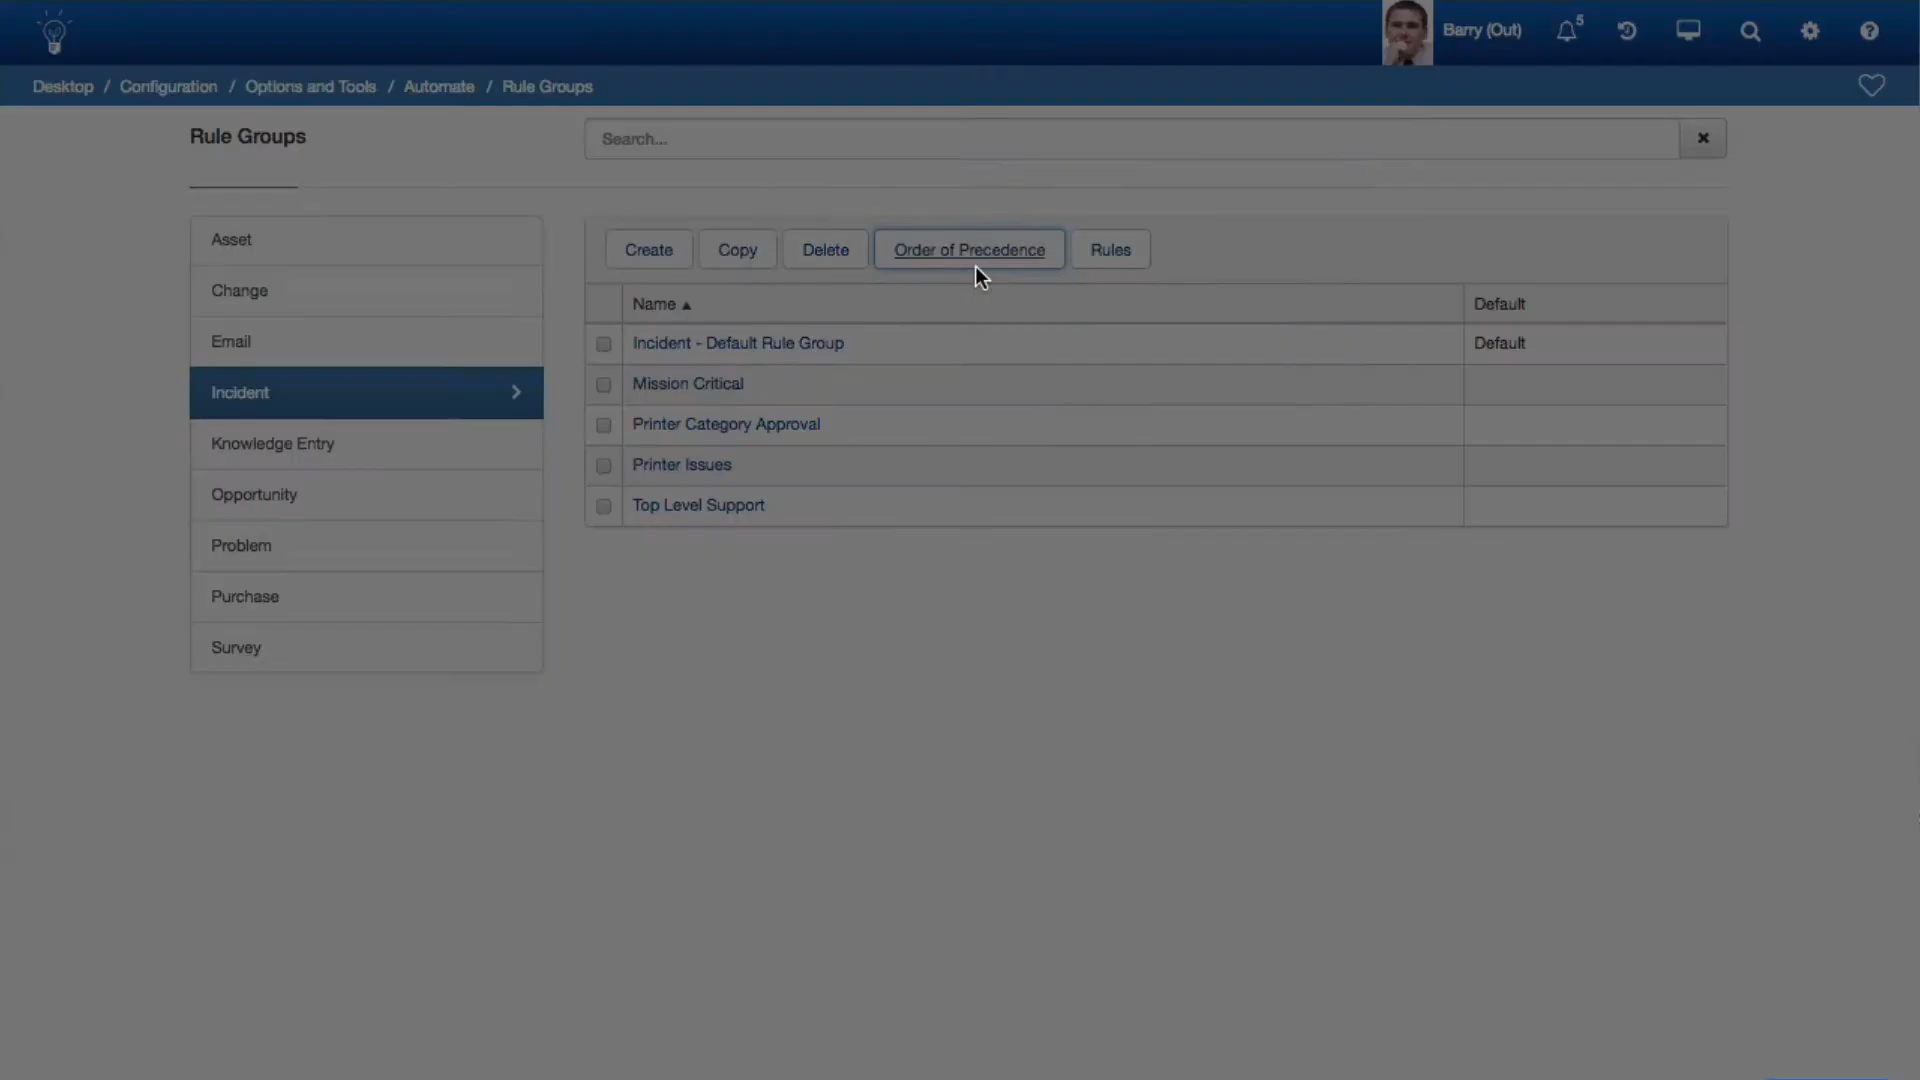 Barry (Out)
5
Desktop / Configuration / Options and Tools / Automate / Rule Groups
Rule Groups
Search...
Asset
Change
Email
Incident
Knowledge Entry
Opportunity
Problem
Purchase
Survey
Create Copy Delete Order of Precedence Rules
Name Default
Incident - Default Rule Group Default
Mission Critical
Printer Category Approval
Printer Issues
Top Level Support